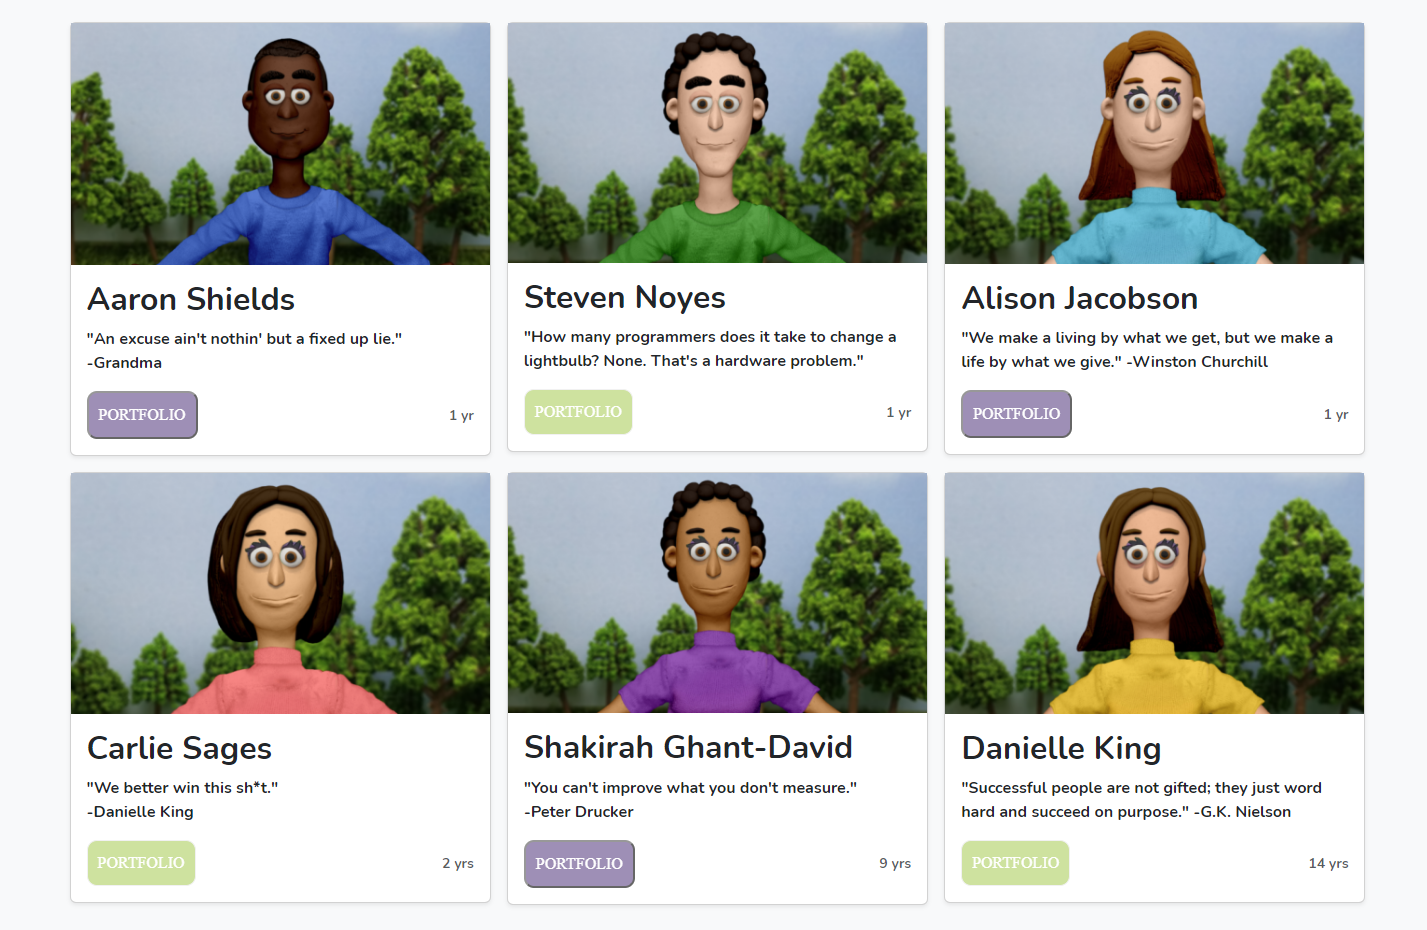 Aaron Shields
"An excuse ain't nothin' but a fixed up lie."
-Grandma
PORTFOLIO
1 yr
Steven Noyes
"How many programmers does it take to change a
lightbulb? None. That's a hardware problem."
PORTFOLIO
1 yr
Alison Jacobson
"We make a living by what we get, but we make a
life by what we give." -Winston Churchill
PORTFOLIO
1 yr
Carlie Sages
"We better win this sh*t."
-Danielle King
PORTFOLIO
2 yrs
Shakirah Ghant-David
"You can't improve what you don't measure."
-Peter Drucker
PORTFOLIO
9 yrs
Danielle King
"Successful people are not gifted; they just word
hard and succeed on purpose." -G.K. Nielson
PORTFOLIO
14 yrs